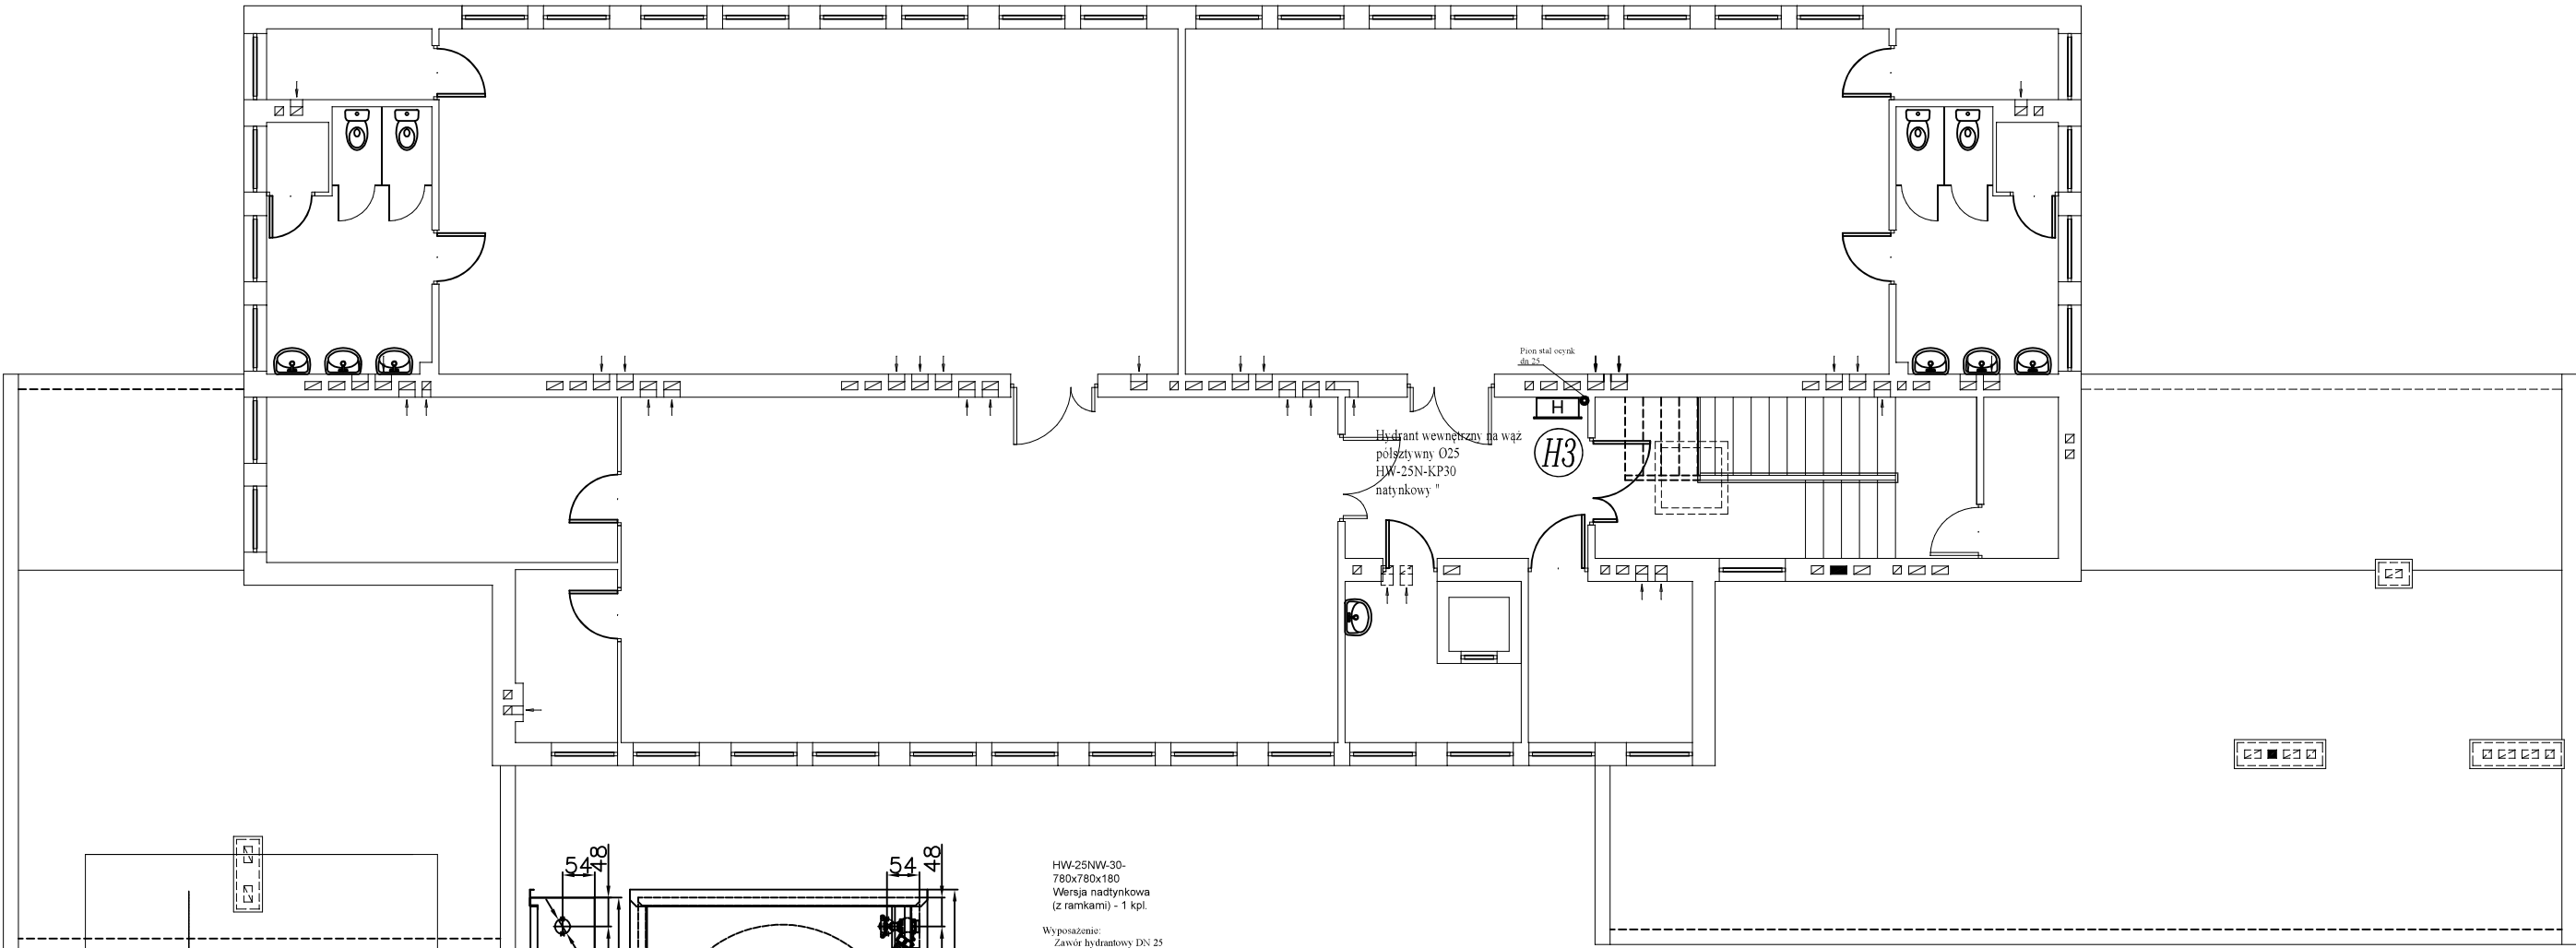 Pion stal ocynk
dn 25
H
Hydrant wewnętrzny na wąż
półsztywny O25
HW-25N-KP30
natynkowy "
H3
54
48
54
48
HW-25NW-30-
780x780x180
Wersja nadtynkowa
(z ramkami) - 1 kpl.
Wyposażenie:
Zawór hydrantowy DN 25